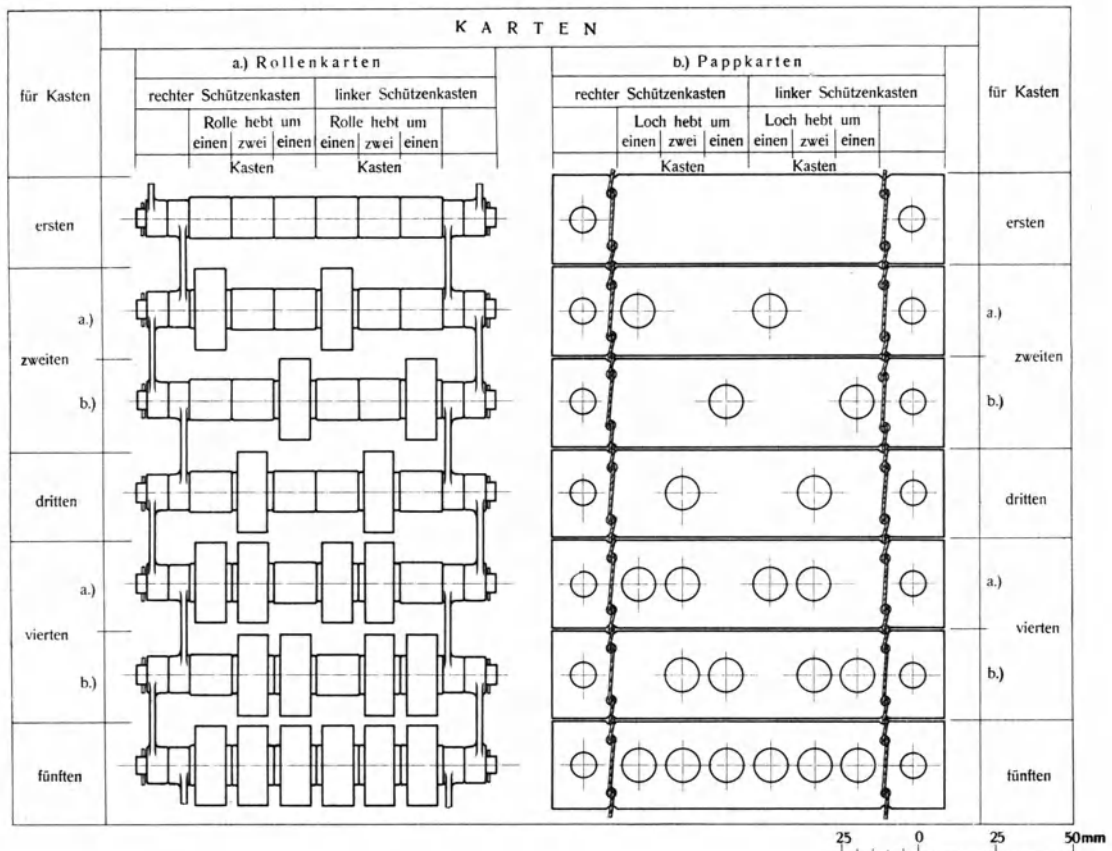 K A R T E N
für Kasten
a.) Rollenkarten
b.) Pappkarten
für Kasten
rechter Schützenkasten
linker Schützenkasten
rechter Schützenkasten
linker Schützenkasten
Rolle hebt um
Rolle hebt um
Loch hebt um
Loch hebt um
einen zwei einen einen zwei einen
einen zwei einen einen zwei einen
Kasten
Kasten
Kasten
Kasten
ersten
ersten
a.)
a.)
zweiten
zweiten
b.)
b.)
dritten
dritten
a.)
a.)
vierten
vierten
b.)
b.)
fünften
fünften
25 0 25 50mm